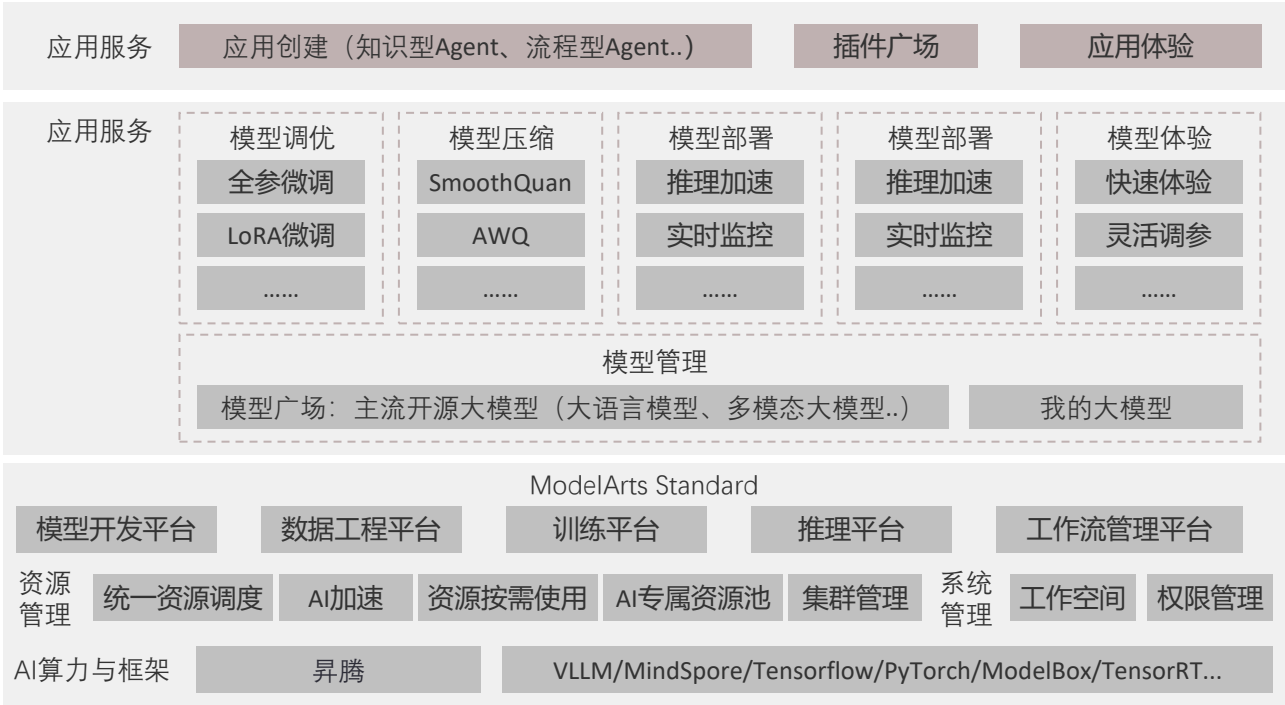 应用服务 应用创建（知识型Agent、流程型Agent..） 插件广场 应用体验
应用服务
模型调优 模型压缩 模型部署 模型部署 模型体验
全参微调 SmoothQuan 推理加速 推理加速 快速体验
LoRA微调 AWQ 实时监控 实时监控 灵活调参
...... ...... ...... ...... ......
模型管理
模型广场：主流开源大模型（大语言模型、多模态大模型..） 我的大模型
ModelArts Standard
模型开发平台 数据工程平台 训练平台 推理平台 工作流管理平台
资源管理 统一资源调度 AI加速 资源按需使用 AI专属资源池 集群管理 系统管理 工作空间 权限管理
AI算力与框架 昇腾 VLLM/MindSpore/Tensorflow/PyTorch/ModelBox/TensorRT...